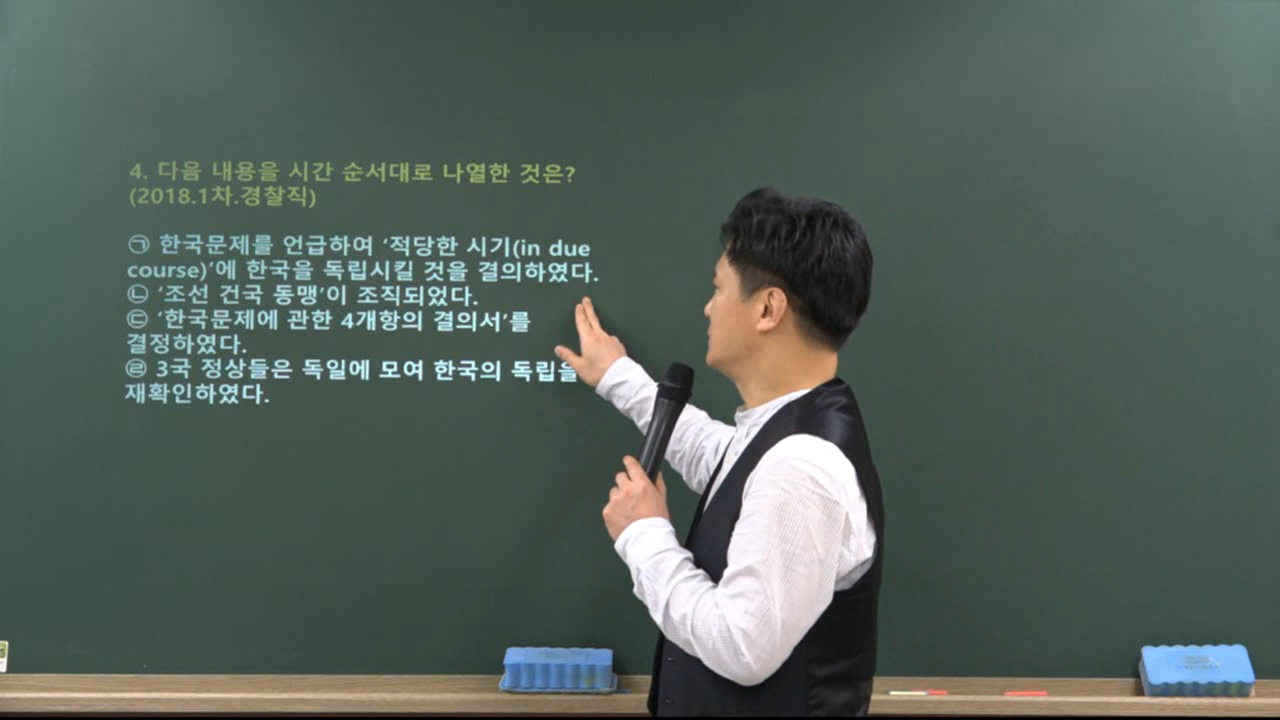 4. 다음 내용을 시간 순서대로 나열한 것은?
(2018.1차.경찰직)
㉠ 한국문제를 언급하여 ‘적당한 시기(in due
course)’에 한국을 독립시킬 것을 결의하였다.
㉡ ‘조선 건국 동맹’이 조직되었다.
㉢ ‘한국문제에 관한 4개항의 결의서’를
결정하였다.
㉣ 3국 정상들은 독일에 모여 한국의 독립을
재확인하였다.